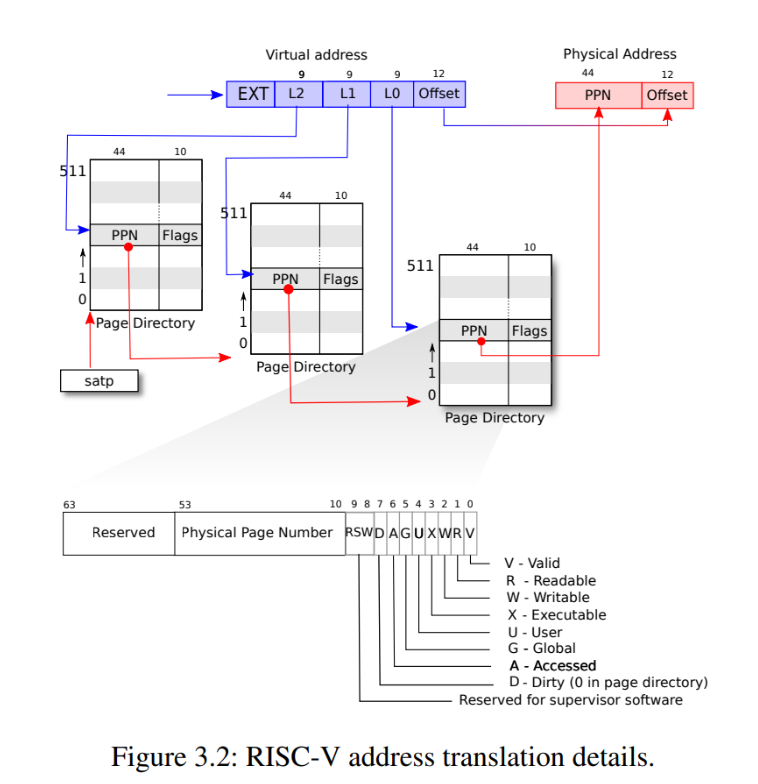 Virtual address
Physical Address
9 9 9 12
44 12
EXT L2 L1 L0 Offset
PPN Offset
44 10
511
PPN Flags
1
0
Page Directory
satp
44 10
511
PPN Flags
1
0
Page Directory
44 10
511
PPN Flags
1
0
Page Directory
63 53 10 9 8 7 6 5 4 3 2 1 0
Reserved Physical Page Number RSW D A G U X W R V
V - Valid
R - Readable
W - Writable
X - Executable
U - User
G - Global
A - Accessed
D - Dirty (0 in page directory)
Reserved for supervisor software
Figure 3.2: RISC-V address translation details.